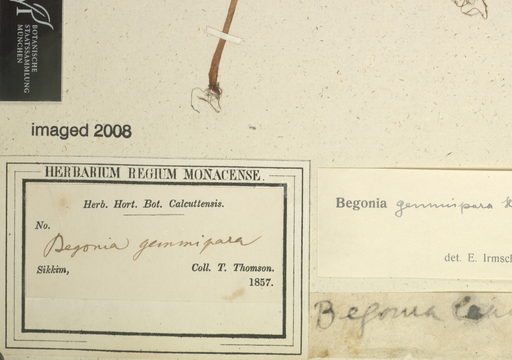 BOTANISCHE
STAATSSAMMLUNG
MÜNCHEN
imaged 2008
HERBARIUM REGIUM MONACENSE.
Herb. Hort. Bot. Calcuttensis.
No.
Begonia gemmipara
Sikkim, Coll. T. Thomson.
1857.
Begonia gemmipara
det. E. Irmsch
Begonia